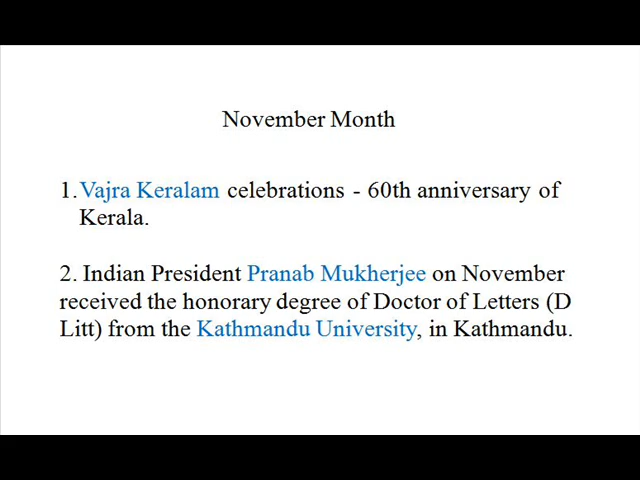 November Month
1. Vajra Keralam celebrations - 60th anniversary of
Kerala.
2. Indian President Pranab Mukherjee on November
received the honorary degree of Doctor of Letters (D
Litt) from the Kathmandu University, in Kathmandu.